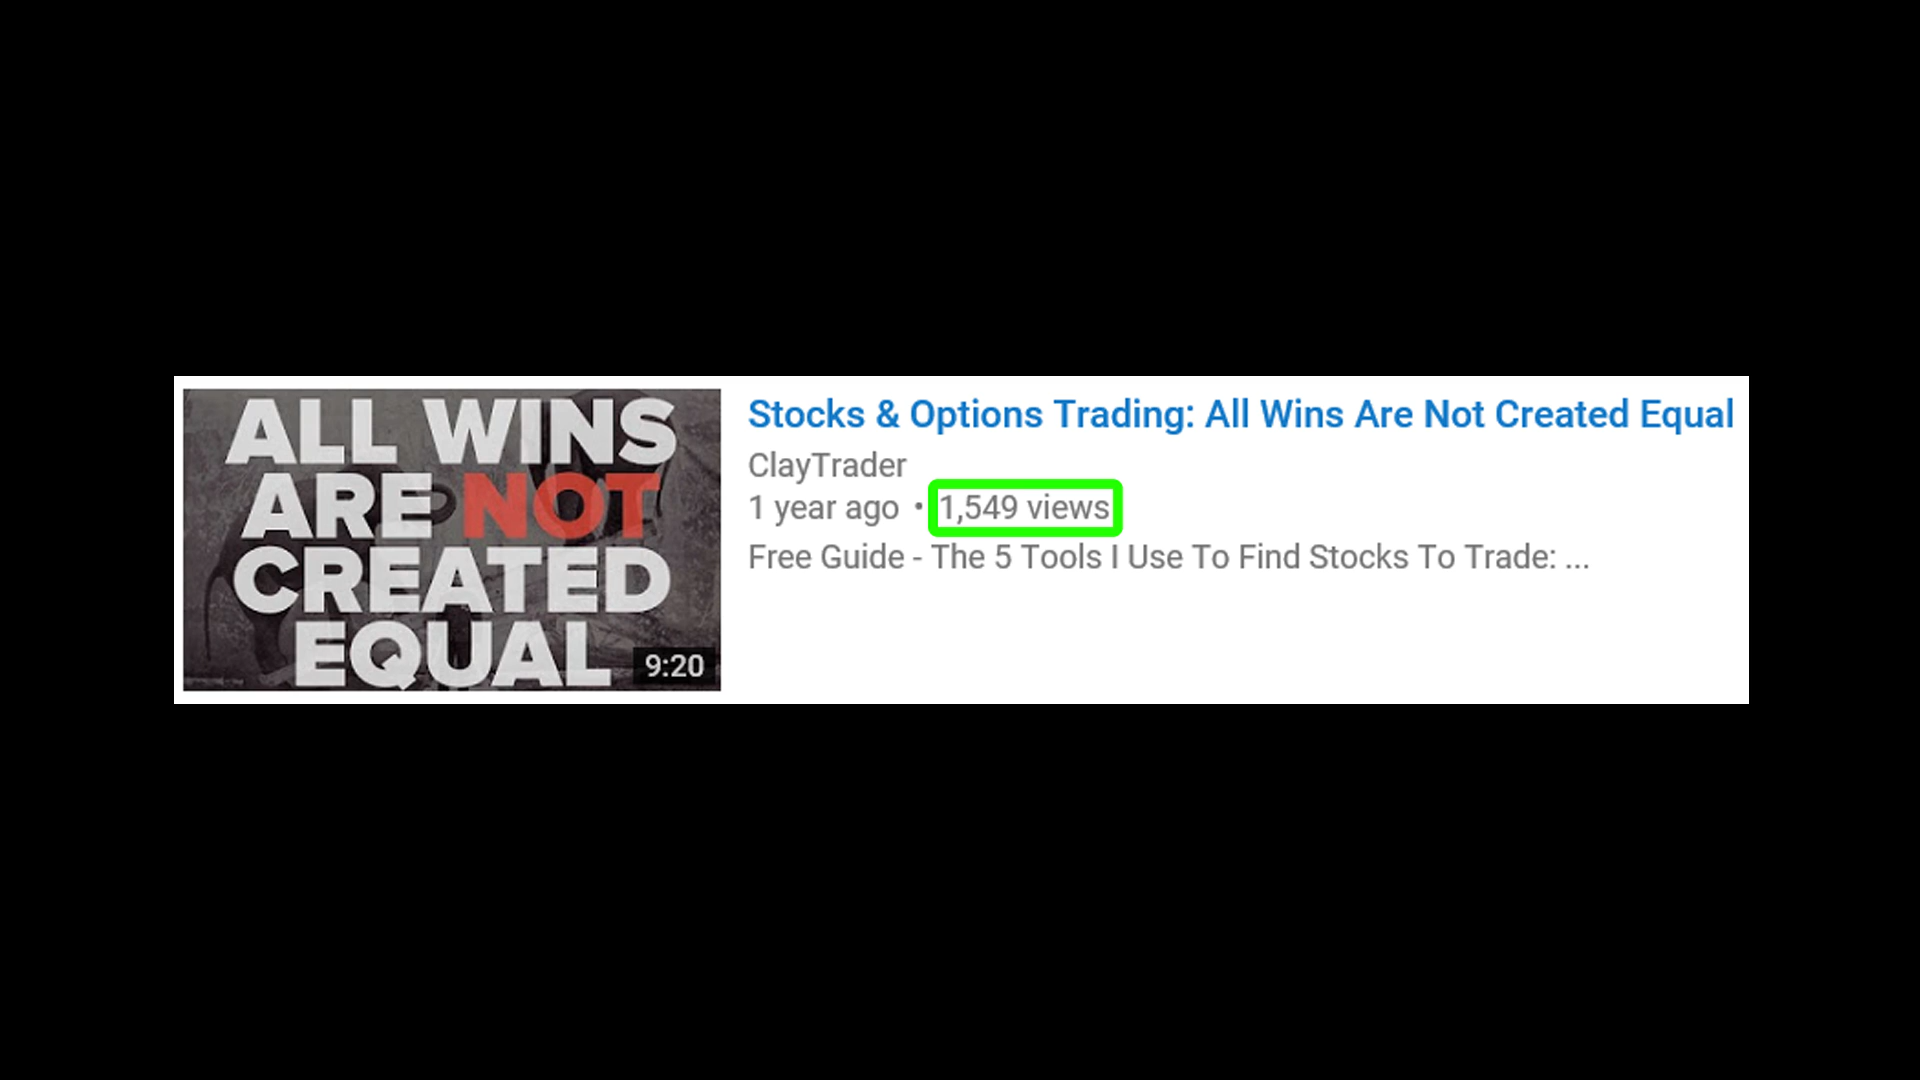 ALL WINS
ARE NOT
CREATED
EQUAL
9:20
Stocks & Options Trading: All Wins Are Not Created Equal
ClayTrader
1 year ago • 1,549 views
Free Guide - The 5 Tools I Use To Find Stocks To Trade: ...